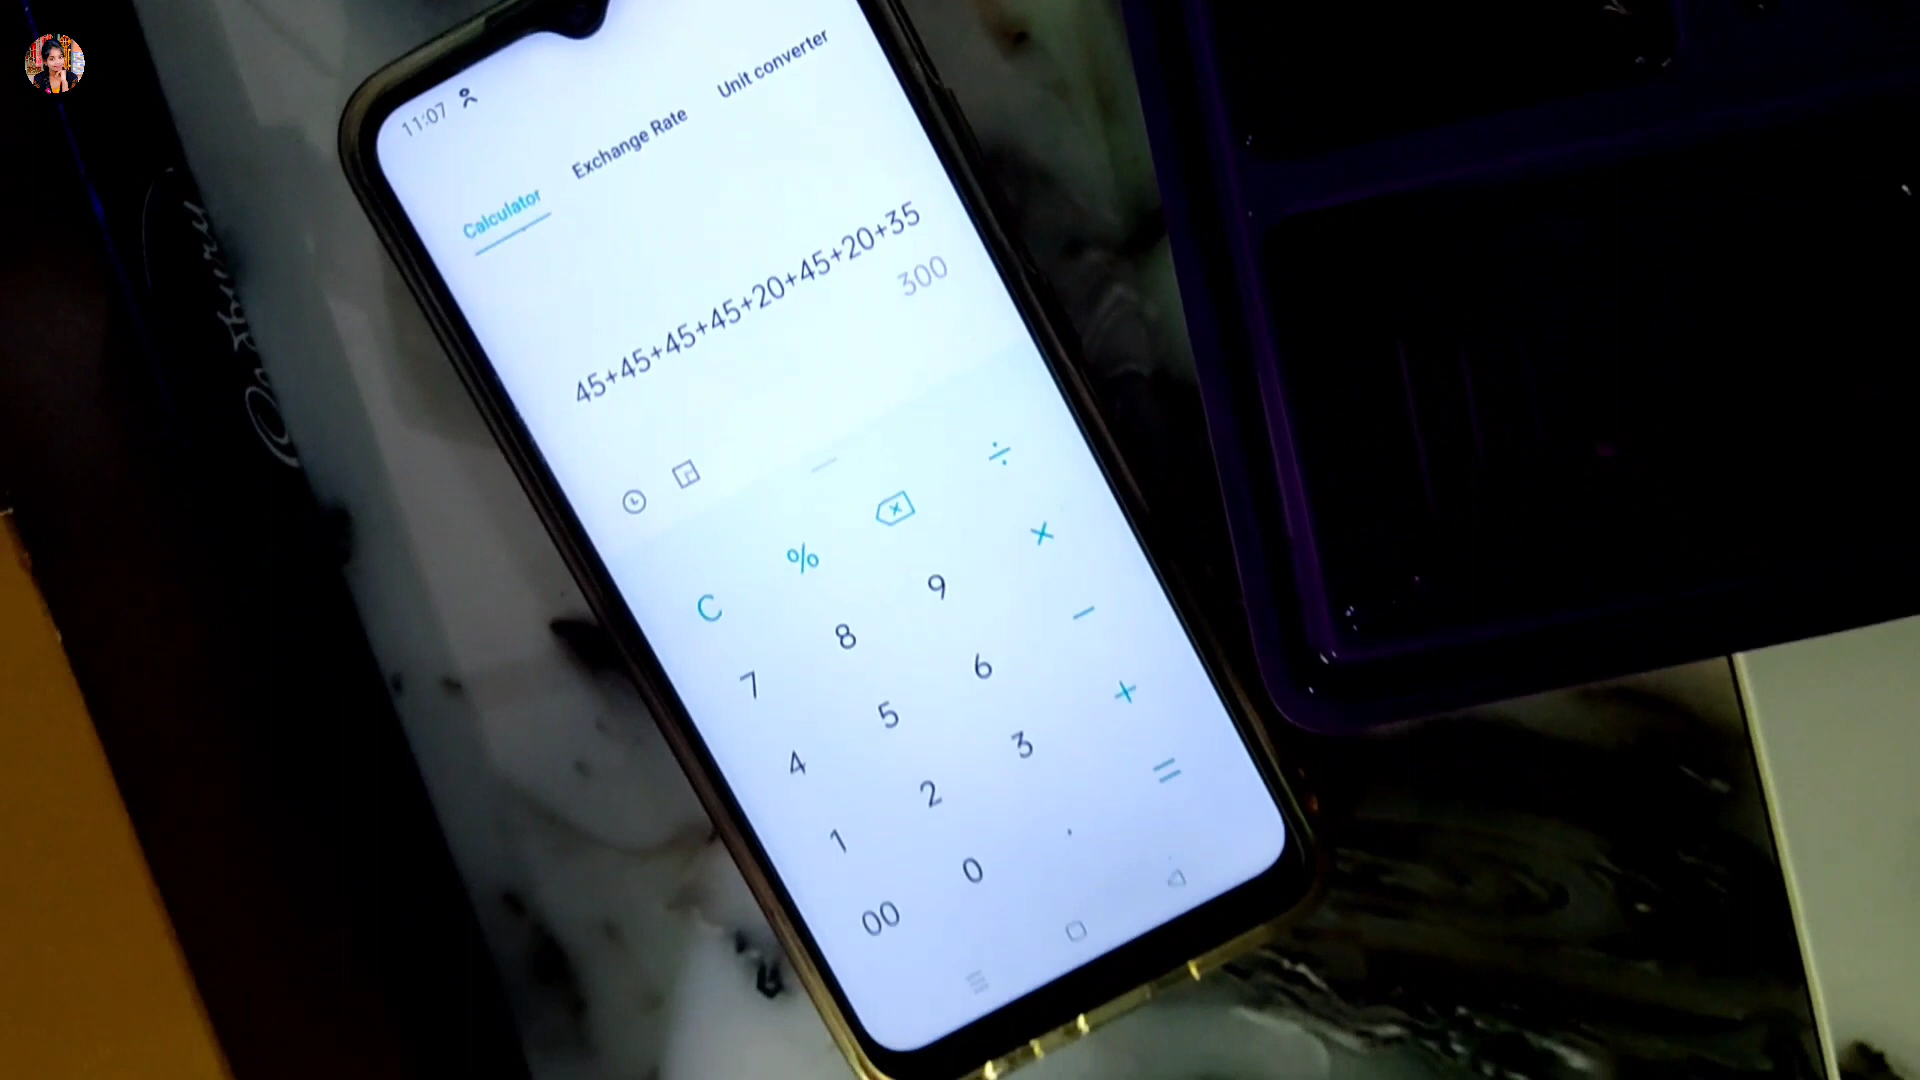 11:07
Calculator Exchange Rate Unit converter
45+45+45+45+20+45+20+35
300
C % ÷
7 8 9 ×
4 5 6 −
1 2 3 +
00 0 . =